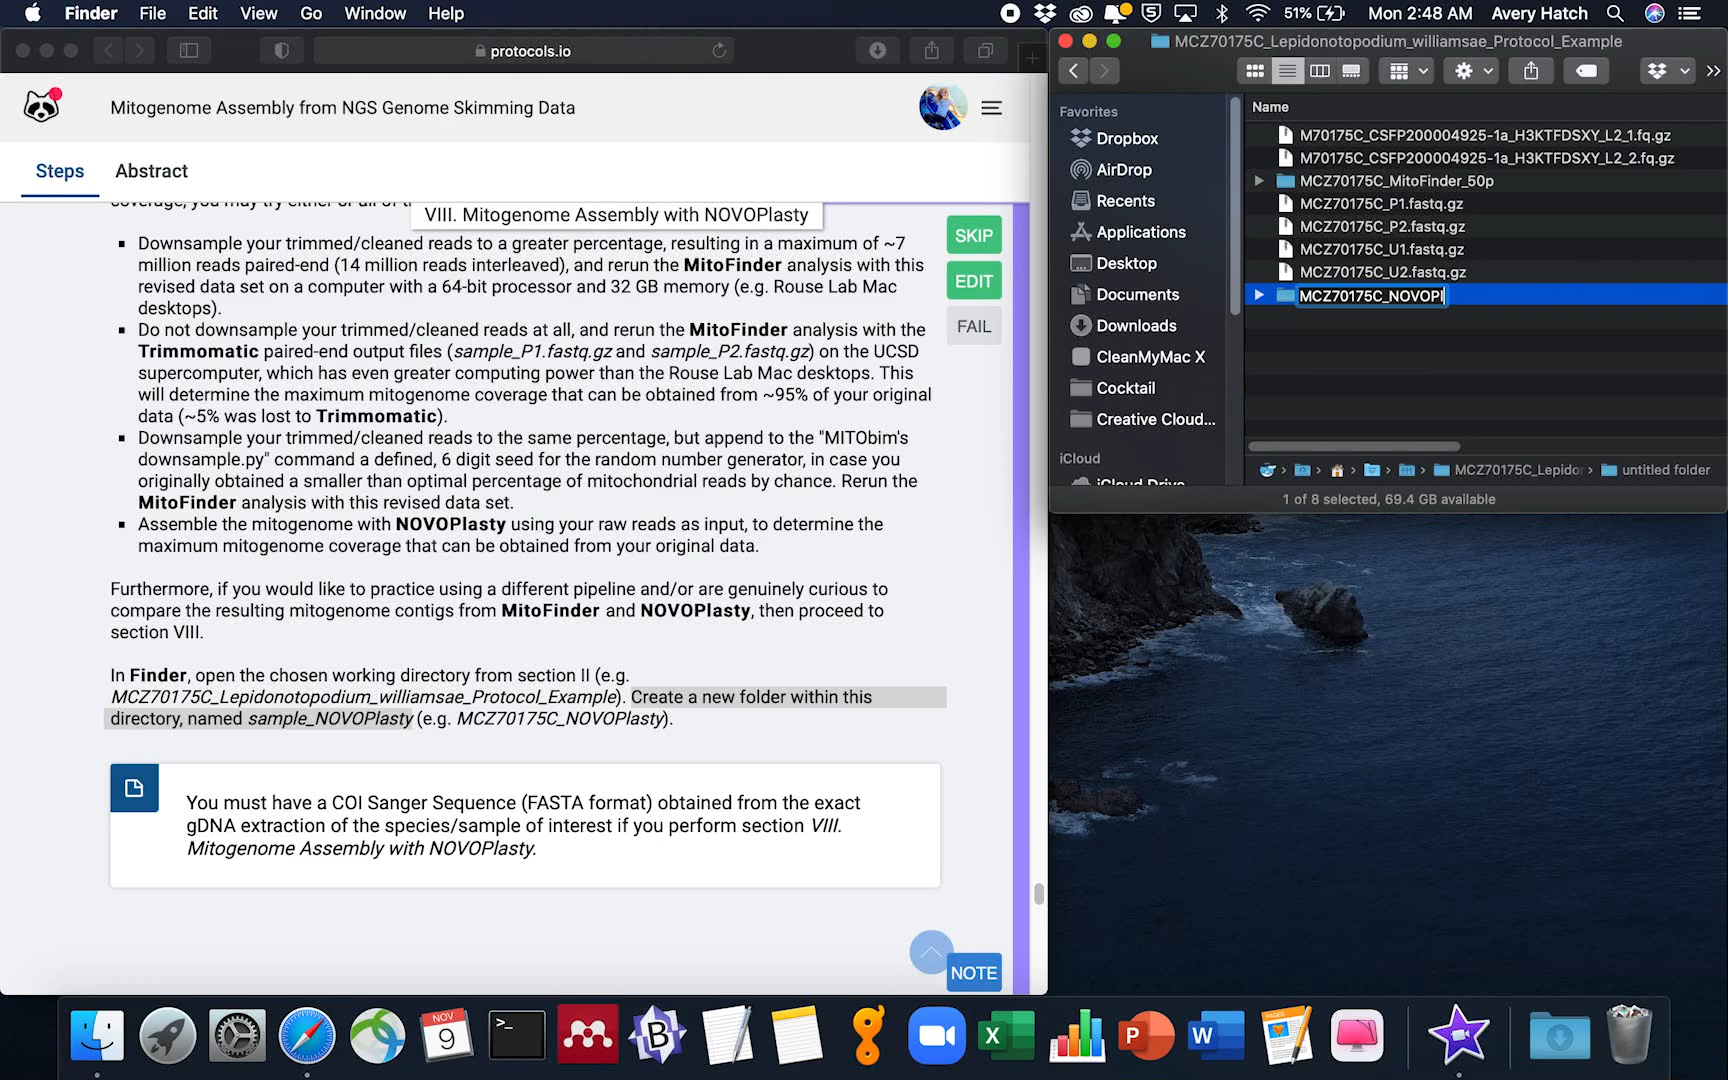 Finder File Edit View Go Window Help
51% Mon 2:48 AM Avery Hatch
protocols.io
Mitogenome Assembly from NGS Genome Skimming Data
Steps Abstract
VIII. Mitogenome Assembly with NOVOPlasty
Downsample your trimmed/cleaned reads to a greater percentage, resulting in a maximum of ~7
million reads paired-end (14 million reads interleaved), and rerun the MitoFinder analysis with this
revised data set on a computer with a 64-bit processor and 32 GB memory (e.g. Rouse Lab Mac
desktops).
Do not downsample your trimmed/cleaned reads at all, and rerun the MitoFinder analysis with the
Trimmomatic paired-end output files (sample_P1.fastq.gz and sample_P2.fastq.gz) on the UCSD
supercomputer, which has even greater computing power than the Rouse Lab Mac desktops. This
will determine the maximum mitogenome coverage that can be obtained from ~95% of your original
data (~5% was lost to Trimmomatic).
Downsample your trimmed/cleaned reads to the same percentage, but append to the "MITObim's
downsample.py" command a defined, 6 digit seed for the random number generator, in case you
originally obtained a smaller than optimal percentage of mitochondrial reads by chance. Rerun the
MitoFinder analysis with this revised data set.
Assemble the mitogenome with NOVOPlasty using your raw reads as input, to determine the
maximum mitogenome coverage that can be obtained from your original data.
Furthermore, if you would like to practice using a different pipeline and/or are genuinely curious to
compare the resulting mitogenome contigs from MitoFinder and NOVOPlasty, then proceed to
section VIII.
In Finder, open the chosen working directory from section II (e.g.
MCZ70175C_Lepidonotopodium_williamsae_Protocol_Example). Create a new folder within this
directory, named sample_NOVOPlasty (e.g. MCZ70175C_NOVOPlasty).
You must have a COI Sanger Sequence (FASTA format) obtained from the exact
gDNA extraction of the species/sample of interest if you perform section VIII.
Mitogenome Assembly with NOVOPlasty.
SKIP
EDIT
FAIL
NOTE
MCZ70175C_Lepidonotopodium_williamsae_Protocol_Example
Favorites
Dropbox
AirDrop
Recents
Applications
Desktop
Documents
Downloads
CleanMyMac X
Cocktail
Creative Cloud...
iCloud
iCloud Drive
Name
M70175C_CSFP200004925-1a_H3KTFDSXY_L2_1.fq.gz
M70175C_CSFP200004925-1a_H3KTFDSXY_L2_2.fq.gz
MCZ70175C_MitoFinder_50p
MCZ70175C_P1.fastq.gz
MCZ70175C_P2.fastq.gz
MCZ70175C_U1.fastq.gz
MCZ70175C_U2.fastq.gz
MCZ70175C_NOVOPl
MCZ70175C_Lepidor untitled folder
1 of 8 selected, 69.4 GB available
NOV
9